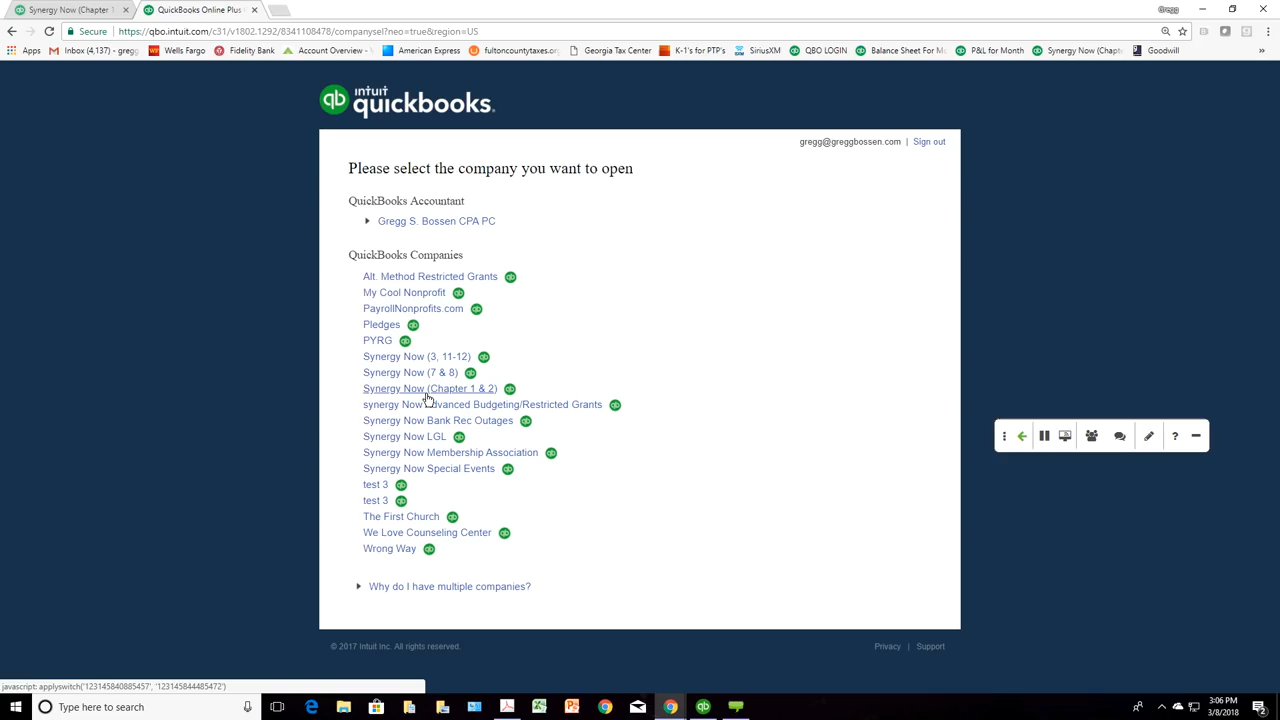 Synergy Now (Chapter 1
QuickBooks Online Plus
Gregg
Secure
https://qbo.intuit.com/c31/v1802.1292/8341108478/companysel?neo=true&region=US
Apps
Inbox (4,137) - gregg
Wells Fargo
Fidelity Bank
Account Overview -
American Express
fultoncountytaxes.org
Georgia Tax Center
K-1's for PTP's
SiriusXM
QBO LOGIN
Balance Sheet For M
P&L for Month
Synergy Now (Chapt
Goodwill
intuit
quickbooks.
gregg@greggbossen.com | Sign out
Please select the company you want to open
QuickBooks Accountant
Gregg S. Bossen CPA PC
QuickBooks Companies
Alt. Method Restricted Grants
My Cool Nonprofit
PayrollNonprofits.com
Pledges
PYRG
Synergy Now (3, 11-12)
Synergy Now (7 & 8)
Synergy Now (Chapter 1 & 2)
synergy Now Advanced Budgeting/Restricted Grants
Synergy Now Bank Rec Outages
Synergy Now LGL
Synergy Now Membership Association
Synergy Now Special Events
test 3
test 3
The First Church
We Love Counseling Center
Wrong Way
Why do I have multiple companies?
© 2017 Intuit Inc. All rights reserved.
Privacy | Support
javascript: applyswitch('123145840885457', '123145844485472')
Type here to search
3:06 PM
3/8/2018